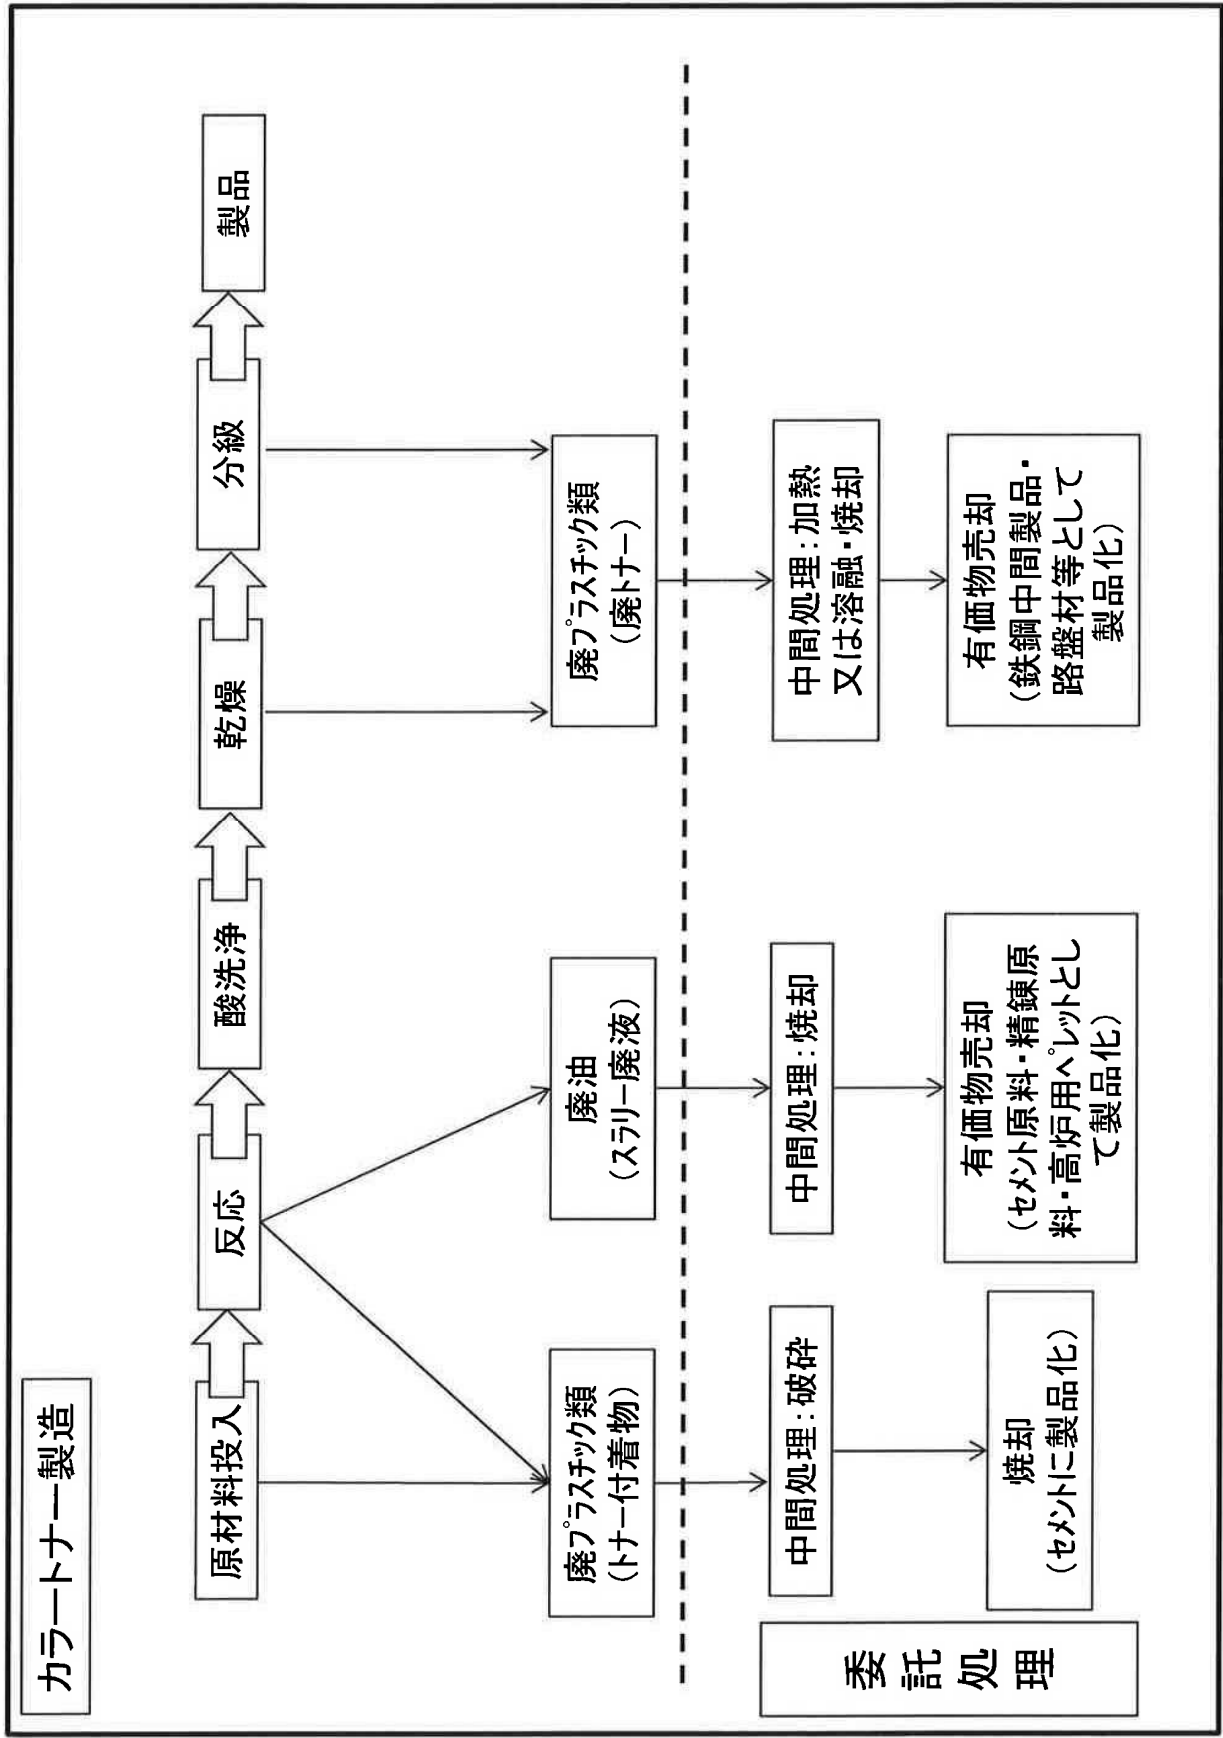 カラートナー製造
原材料投入
反応
酸洗浄
乾燥
分級
製品
廃プラスチック類
(トナー付着物)
廃油
(スラリー廃液)
廃プラスチック類
(廃トナー)
委託処理
中間処理:破砕
中間処理:焼却
中間処理:加熱
又は溶融・焼却
焼却
(セメントに製品化)
有価物売却
(セメント原料・精錬原
料・高炉用ペレットとし
て製品化)
有価物売却
(鉄鋼中間製品・
路盤材等として
製品化)